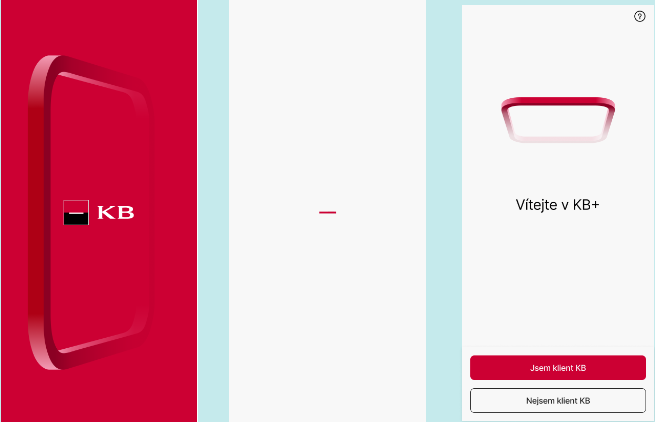 KB
?
Vítejte v KB+
Jsem klient KB
Nejsem klient KB